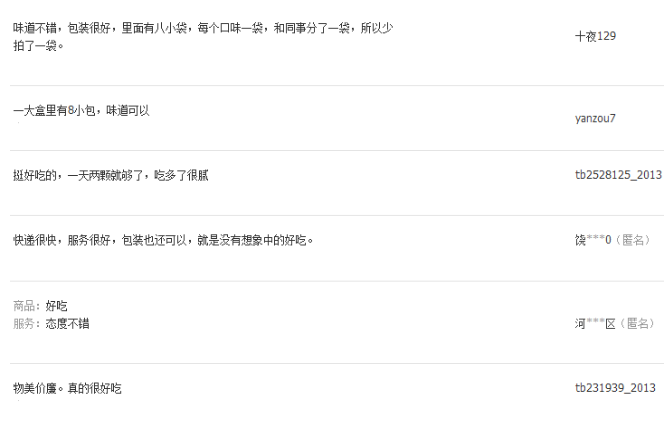 味道不错，包装很好，里面有八小袋，每个口味一袋，和同事分了一袋，所以少
拍了一袋。
十夜129
一大盒里有8小包，味道可以
yanzou7
挺好吃的，一天两颗就够了，吃多了很腻
tb2528125_2013
快递很快，服务很好，包装也还可以，就是没有想象中的好吃。
饶***0（匿名）
商品：好吃
服务：态度不错
河***区（匿名）
物美价廉。真的很好吃
tb231939_2013